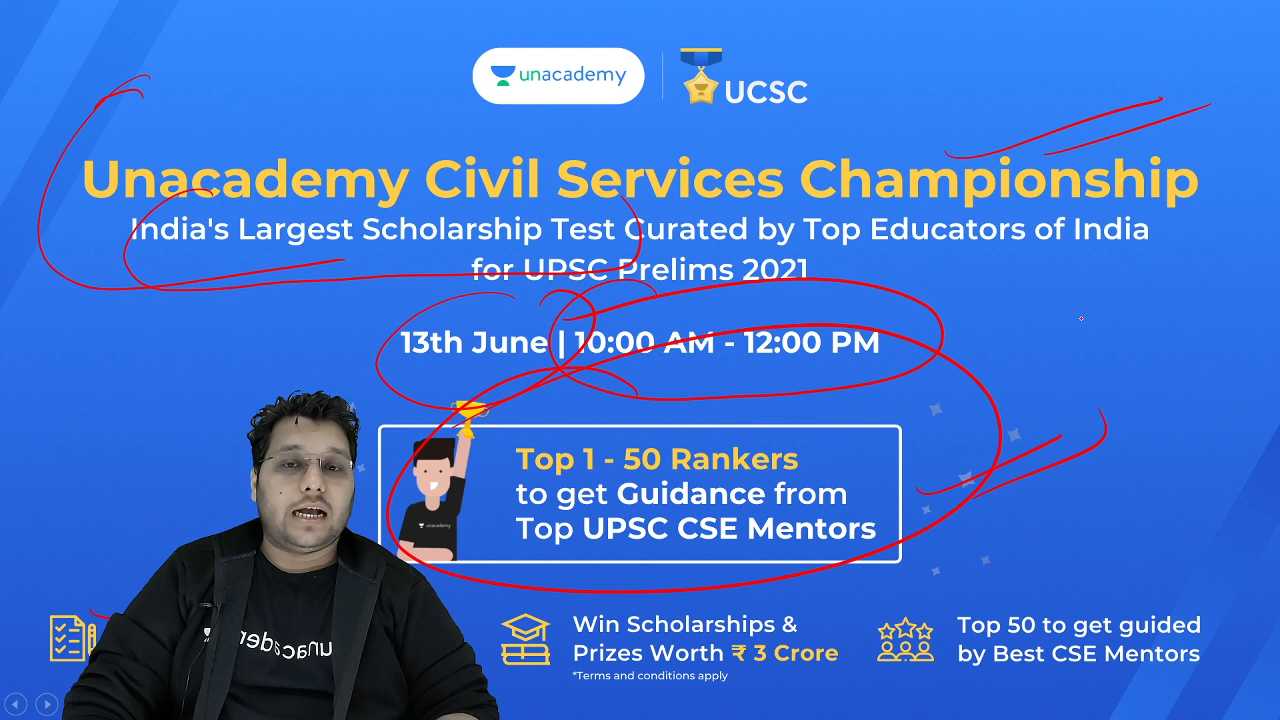 unacademy
UCSC
Unacademy Civil Services Championship
India's Largest Scholarship Test Curated by Top Educators of India
for UPSC Prelims 2021
13th June | 10:00 AM - 12:00 PM
Top 1 - 50 Rankers
to get Guidance from
Top UPSC CSE Mentors
unacademy
unacadem
Win Scholarships &
Prizes Worth ₹ 3 Crore
*Terms and conditions apply
Top 50 to get guided
by Best CSE Mentors